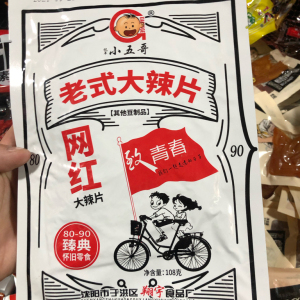 小五哥
老式大辣片
[其他豆制品]
网红
大辣片
致青春
80
90
80-90
臻典
怀旧零食
净含量:108克
沈阳市于洪区翔宇食品厂